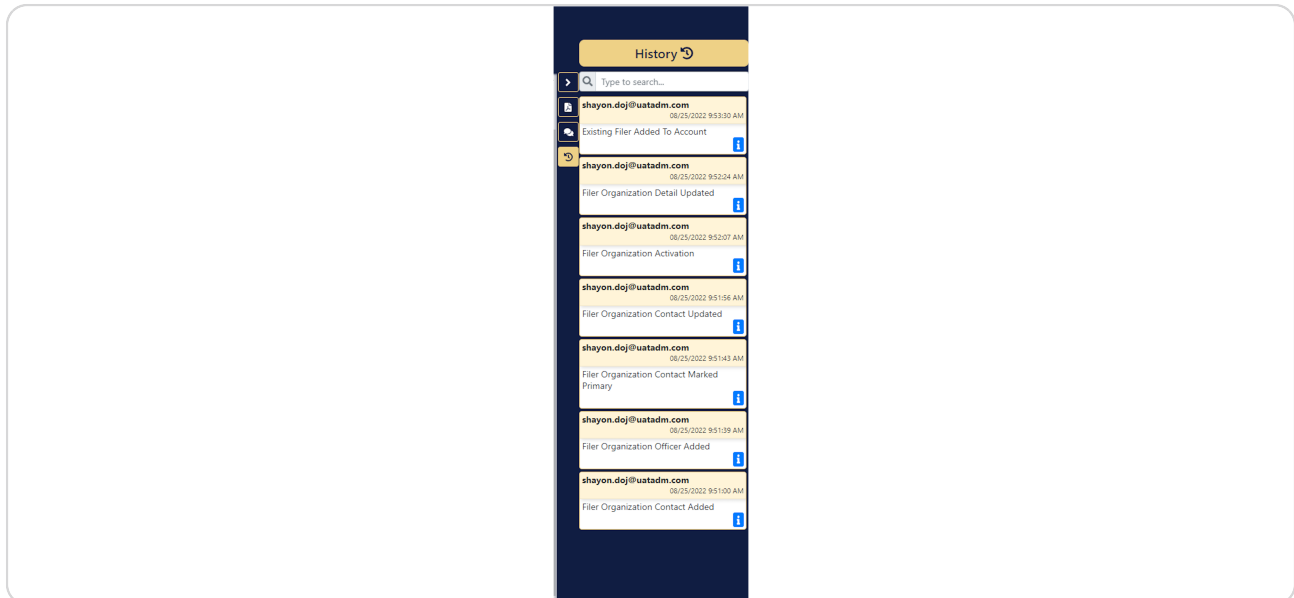 History
Type to search...
shayon.doj@uatadm.com
08/25/2022 9:53:30 AM
Existing Filer Added To Account
shayon.doj@uatadm.com
08/25/2022 9:52:24 AM
Filer Organization Detail Updated
shayon.doj@uatadm.com
08/25/2022 9:52:07 AM
Filer Organization Activation
shayon.doj@uatadm.com
08/25/2022 9:51:56 AM
Filer Organization Contact Updated
shayon.doj@uatadm.com
08/25/2022 9:51:43 AM
Filer Organization Contact Marked
Primary
shayon.doj@uatadm.com
08/25/2022 9:51:39 AM
Filer Organization Officer Added
shayon.doj@uatadm.com
08/25/2022 9:51:00 AM
Filer Organization Contact Added